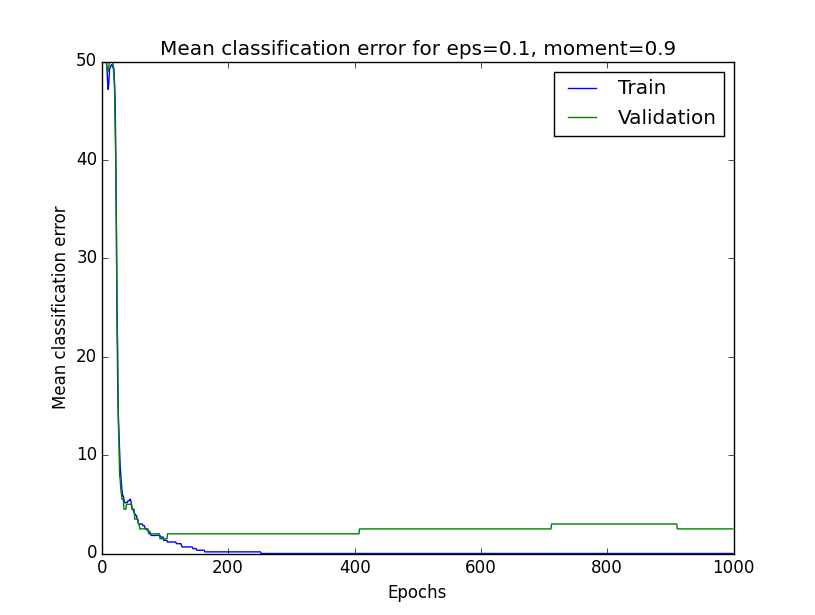 Mean classification error for eps=0.1, moment=0.9
Train
Validation
50
40
30
20
10
0
Mean classification error
0 200 400 600 800 1000
Epochs